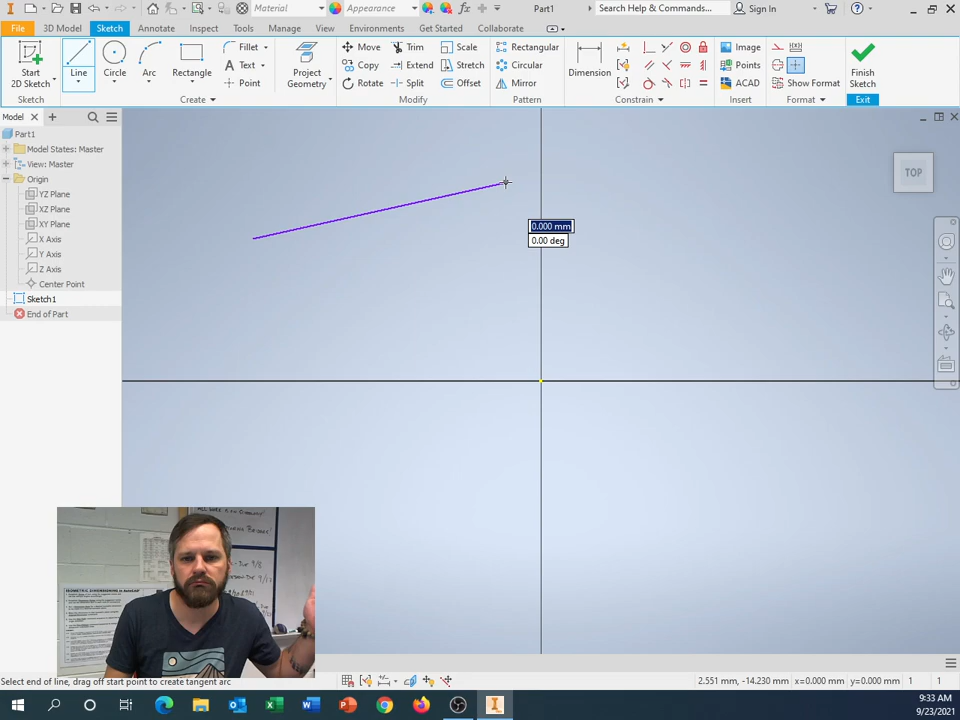 Material
Appearance
Part1
Search Help & Commands...
Sign In
File
3D Model
Sketch
Annotate
Inspect
Tools
Manage
View
Environments
Get Started
Collaborate
Start
2D Sketch
Line
Circle
Arc
Rectangle
Fillet
Text
Point
Project
Geometry
Move
Copy
Rotate
Trim
Extend
Split
Scale
Stretch
Offset
Rectangular
Circular
Mirror
Dimension
Image
Points
ACAD
Show Format
Finish
Sketch
Sketch
Create
Modify
Pattern
Constrain
Insert
Format
Exit
Model
Part1
Model States: Master
View: Master
Origin
YZ Plane
XZ Plane
XY Plane
X Axis
Y Axis
Z Axis
Center Point
Sketch1
End of Part
TOP
0.000 mm
0.00 deg
Select end of line, drag off start point to create tangent arc
2.551 mm, -14.230 mm
x=0.000 mm
y=0.000 mm
1
1
9:33 AM
9/23/2021